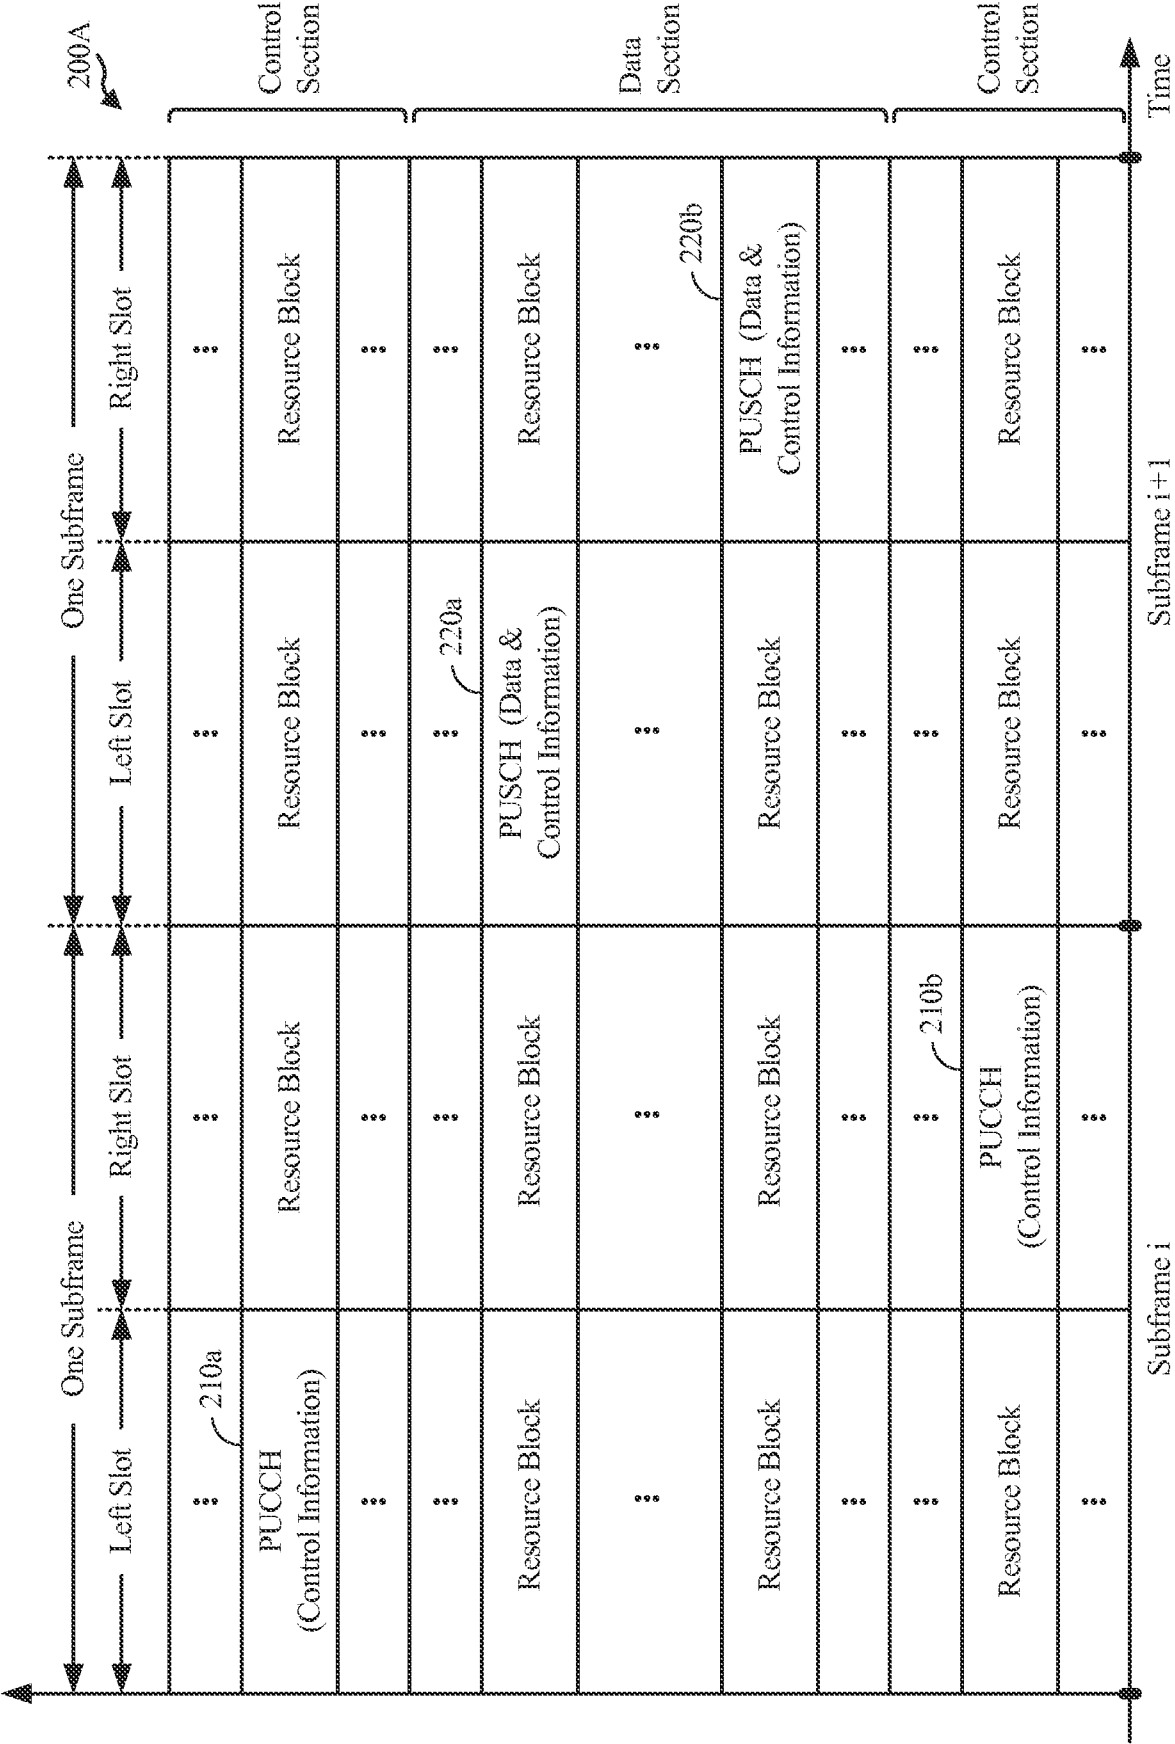 200A
One Subframe
One Subframe
Left Slot
Right Slot
Left Slot
Right Slot
210a
PUCCH
(Control Information)
Resource Block
Resource Block
Resource Block
Control
Section
220a
Resource Block
Resource Block
PUSCH (Data &
Control Information)
Resource Block
Data
Section
220b
Resource Block
Resource Block
Resource Block
PUSCH (Data &
Control Information)
210b
Resource Block
PUCCH
(Control Information)
Resource Block
Resource Block
Control
Section
Subframe i
Subframe i+1
Time